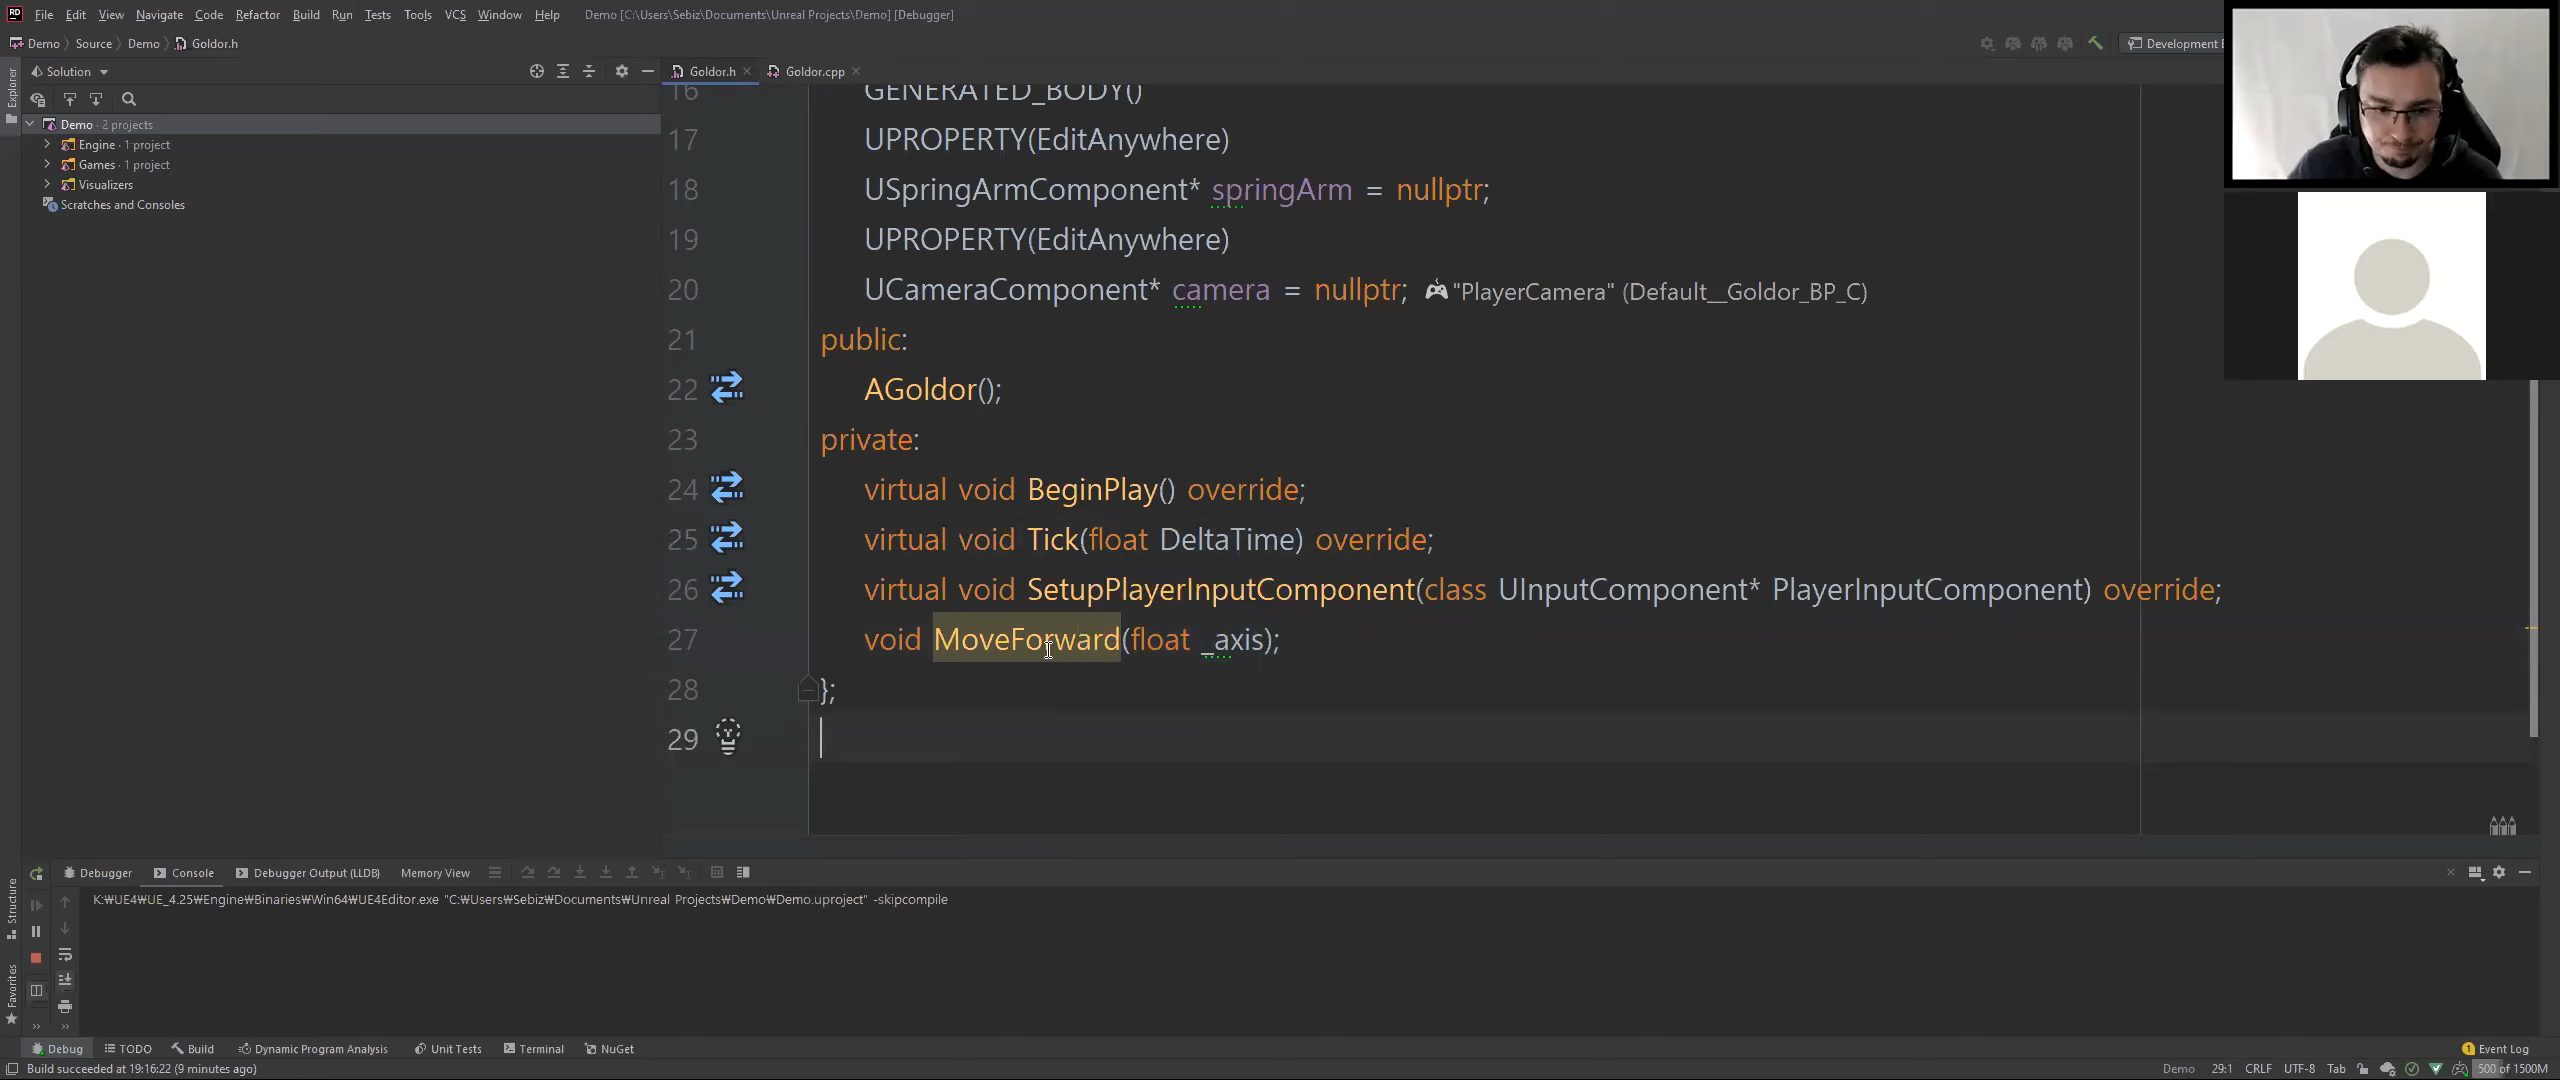 RD File Edit View Navigate Code Refactor Build Run Tests Tools VCS Window Help Demo [C:\Users\Sebiz\Documents\Unreal Projects\Demo] [Debugger]
Demo Source Demo Goldor.h
Solution
Goldor.h Goldor.cpp
Development
Explorer
Demo · 2 projects
Engine · 1 project
Games · 1 project
Visualizers
Scratches and Consoles
16 GENERATED_BODY()
17 UPROPERTY(EditAnywhere)
18 USpringArmComponent* springArm = nullptr;
19 UPROPERTY(EditAnywhere)
20 UCameraComponent* camera = nullptr; "PlayerCamera" (Default__Goldor_BP_C)
21 public:
22 AGoldor();
23 private:
24 virtual void BeginPlay() override;
25 virtual void Tick(float DeltaTime) override;
26 virtual void SetupPlayerInputComponent(class UInputComponent* PlayerInputComponent) override;
27 void MoveForward(float _axis);
28 };
29
Structure
Favorites
Debugger Console Debugger Output (LLDB) Memory View
K:₩UE4₩UE_4.25₩Engine₩Binaries₩Win64₩UE4Editor.exe "C:₩Users₩Sebiz₩Documents₩Unreal Projects₩Demo₩Demo.uproject" -skipcompile
Debug TODO Build Dynamic Program Analysis Unit Tests Terminal NuGet 1 Event Log
Build succeeded at 19:16:22 (9 minutes ago) Demo 29:1 CRLF UTF-8 Tab 500 of 1500M